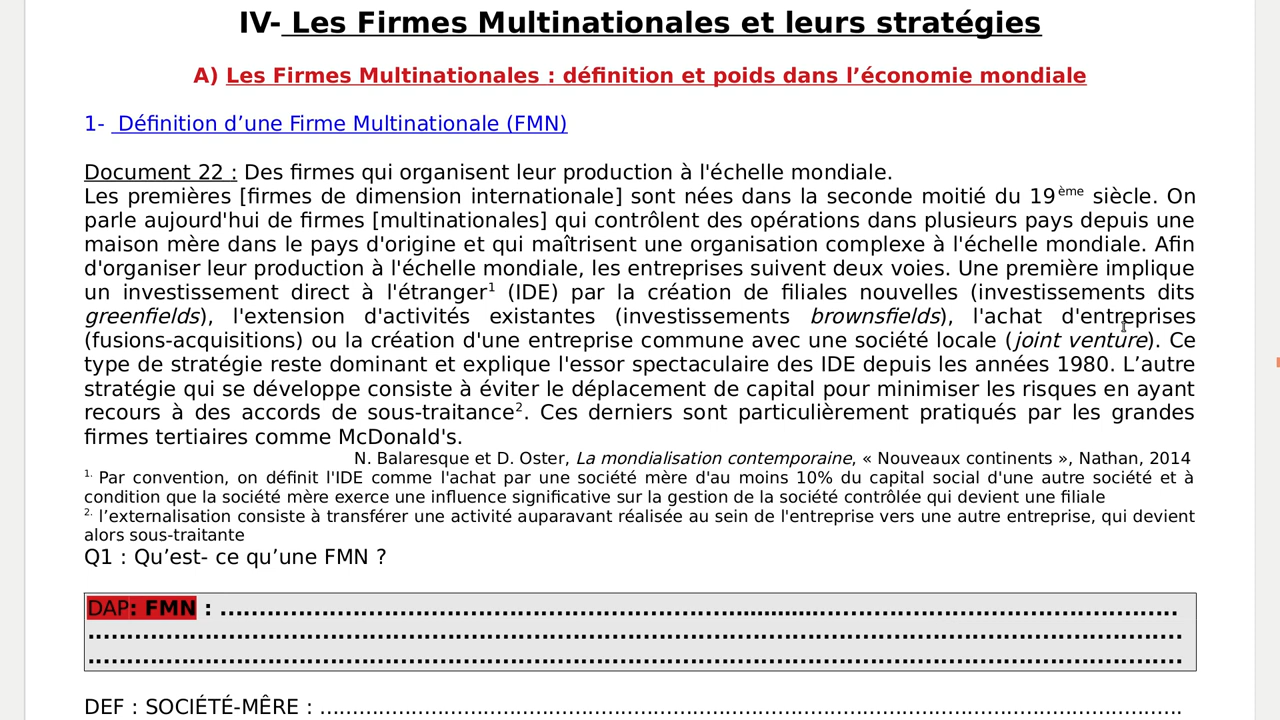 IV- Les Firmes Multinationales et leurs stratégies
A) Les Firmes Multinationales : définition et poids dans l’économie mondiale
1- Définition d’une Firme Multinationale (FMN)
Document 22 : Des firmes qui organisent leur production à l'échelle mondiale.
Les premières [firmes de dimension internationale] sont nées dans la seconde moitié du 19ème siècle. On
parle aujourd'hui de firmes [multinationales] qui contrôlent des opérations dans plusieurs pays depuis une
maison mère dans le pays d'origine et qui maîtrisent une organisation complexe à l'échelle mondiale. Afin
d'organiser leur production à l'échelle mondiale, les entreprises suivent deux voies. Une première implique
un investissement direct à l'étranger1 (IDE) par la création de filiales nouvelles (investissements dits
greenfields), l'extension d'activités existantes (investissements brownsfields), l'achat d'entreprises
(fusions-acquisitions) ou la création d'une entreprise commune avec une société locale (joint venture). Ce
type de stratégie reste dominant et explique l'essor spectaculaire des IDE depuis les années 1980. L’autre
stratégie qui se développe consiste à éviter le déplacement de capital pour minimiser les risques en ayant
recours à des accords de sous-traitance2. Ces derniers sont particulièrement pratiqués par les grandes
firmes tertiaires comme McDonald's.
N. Balaresque et D. Oster, La mondialisation contemporaine, « Nouveaux continents », Nathan, 2014
1. Par convention, on définit l'IDE comme l'achat par une société mère d'au moins 10% du capital social d'une autre société et à
condition que la société mère exerce une influence significative sur la gestion de la société contrôlée qui devient une filiale
2. l’externalisation consiste à transférer une activité auparavant réalisée au sein de l'entreprise vers une autre entreprise, qui devient
alors sous-traitante
Q1 : Qu’est- ce qu’une FMN ?
DAP: FMN : ……………………………………………………………………………………
……………………………………………………………………………………………………
……………………………………………………………………………………………………
DEF : SOCIÉTÉ-MÊRE : ……………………………………………………………………………